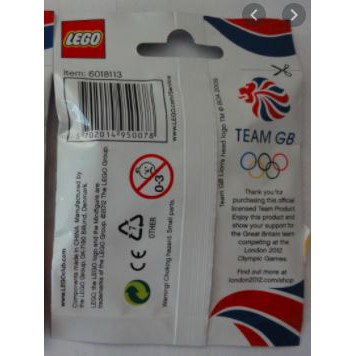 LEGO
Item: 6018113
5 702014 950078
www.LEGO.com/service
www.LEGOclub.com
Components made in CHINA. Manufactured by
the LEGO Group, DK-7190 Billund, Denmark.
LEGO, the LEGO logo and the Minifigure are
trademarks of the LEGO Group. ©2012 The LEGO Group.
0-3
7
OTHER
CE
Warning! Choking hazard. Small parts.
Team GB Lion's head logo TM © BOA 2009
TEAM GB
Thank you for
purchasing this official
licensed Team Product
Enjoy this product and
show your support for
the Great Britain team
competing at the
London 2012
Olympic Games.
Find out more at
london2012.com/shop